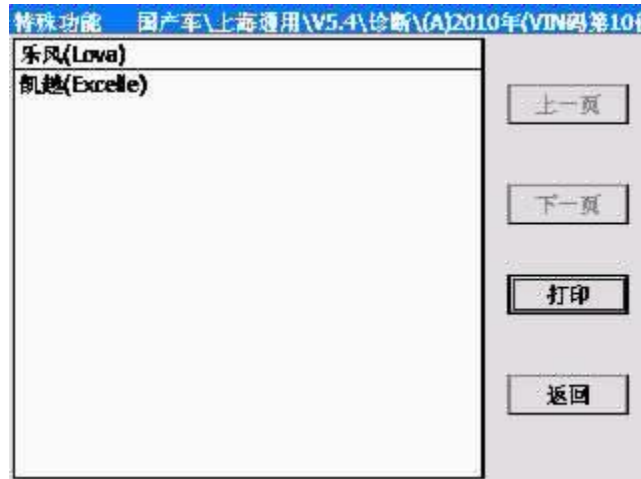 特殊功能 国产车\上海通用\V5.4\诊断\(A)2010年(VIN码第10
乐风(Lova)
凯越(Excelle)
上一页
下一页
打印
返回